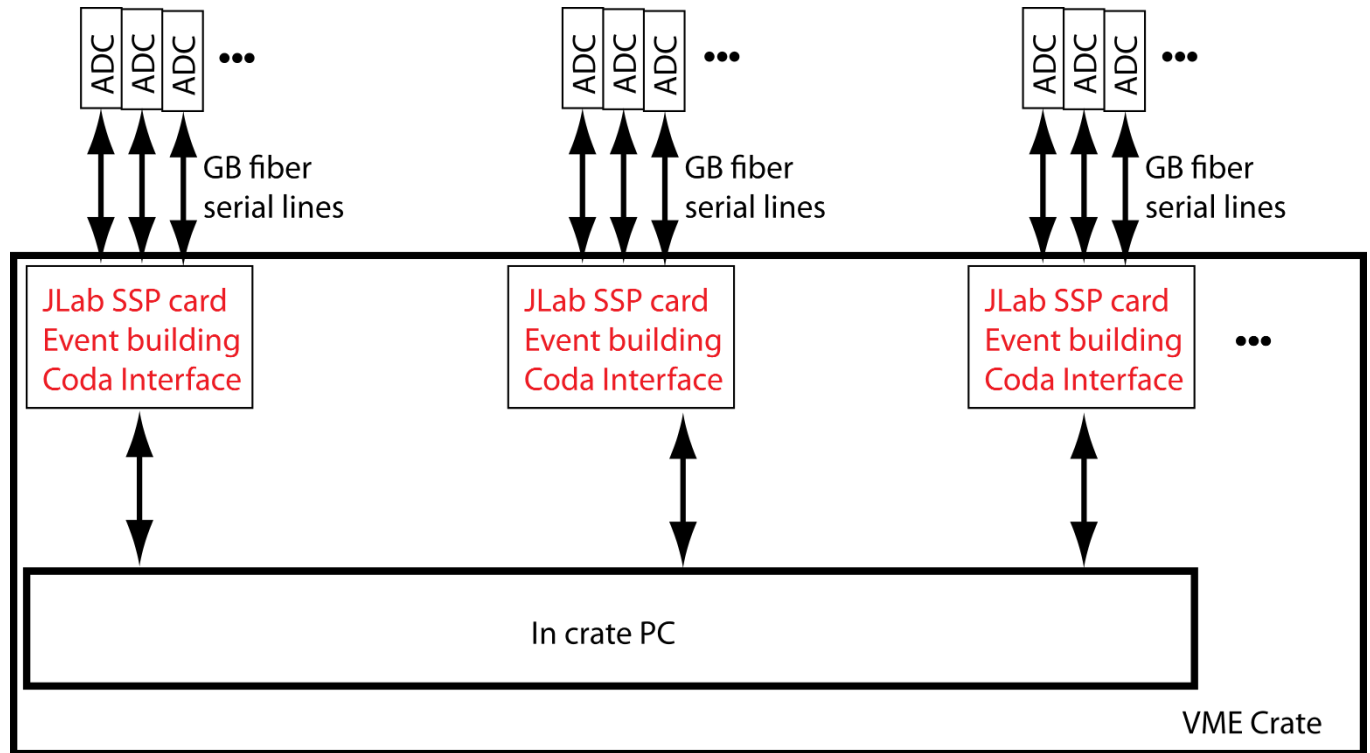 ADC ADC ADC •••
ADC ADC ADC •••
ADC ADC ADC •••
GB fiber
serial lines
GB fiber
serial lines
GB fiber
serial lines
JLab SSP card
Event building
Coda Interface
JLab SSP card
Event building
Coda Interface
JLab SSP card
Event building
Coda Interface
•••
In crate PC
VME Crate